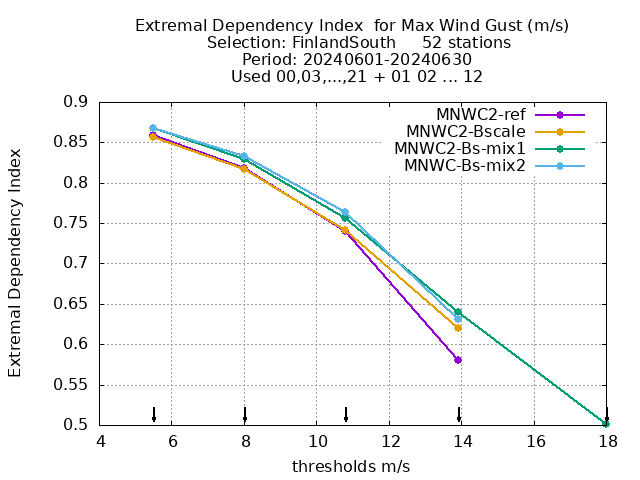 Extremal Dependency Index  for Max Wind Gust (m/s)
Selection: FinlandSouth     52 stations
Period: 20240601-20240630
Used 00,03,...,21 + 01 02 ... 12
MNWC2-ref
MNWC2-Bscale
MNWC2-Bs-mix1
MNWC-Bs-mix2
Extremal Dependency Index
0.9
0.85
0.8
0.75
0.7
0.65
0.6
0.55
0.5
4 6 8 10 12 14 16 18
thresholds m/s